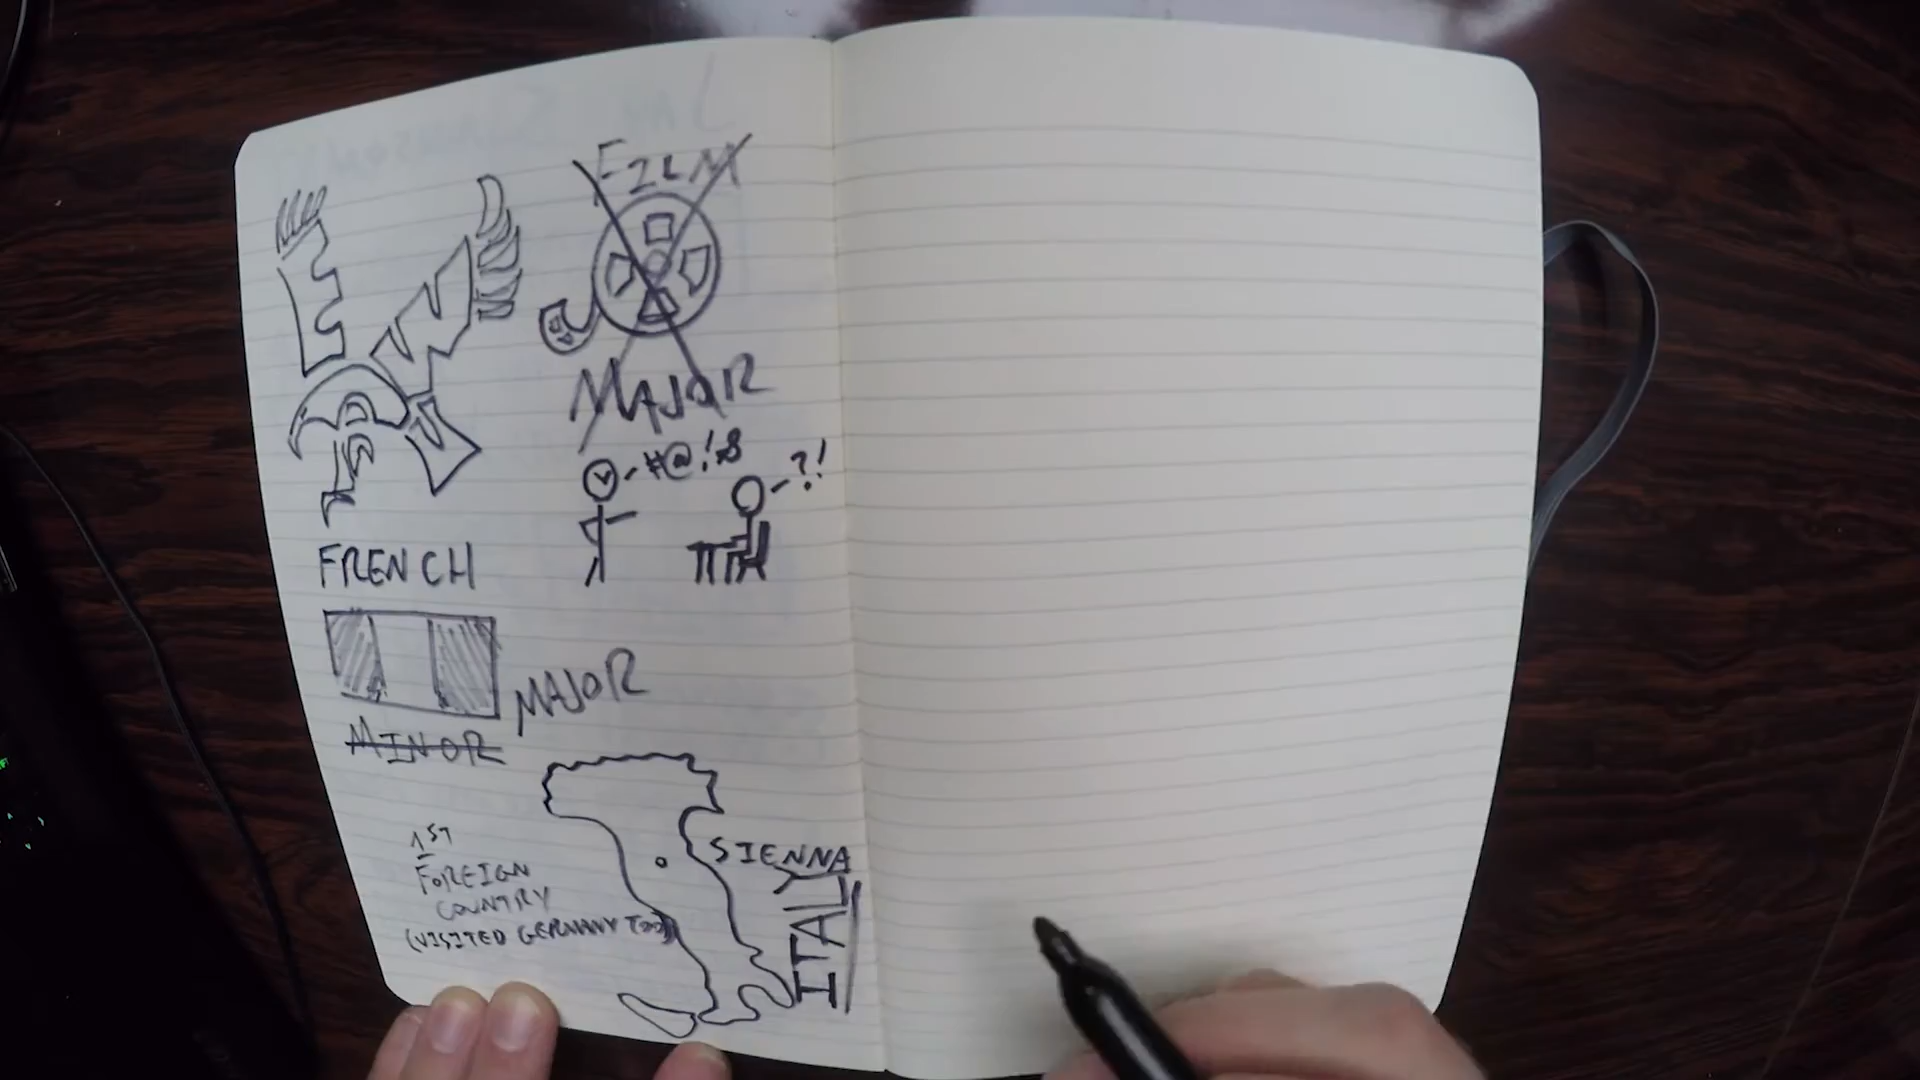 FILM
MAJOR
#@!$
?!
FRENCH
MAJOR
MINOR
1ST
FOREIGN
COUNTRY
(VISITED GERMANY TOO)
SIENNA
ITALY